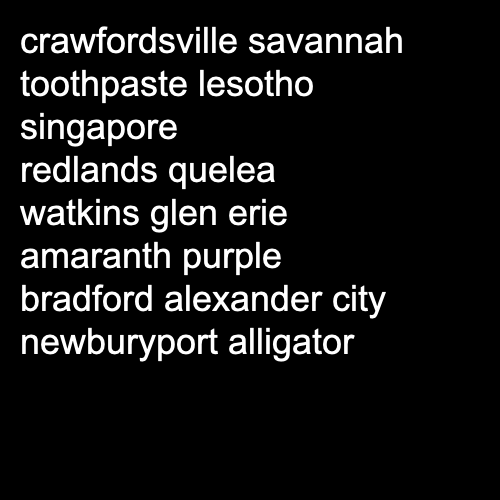 crawfordsville savannah
toothpaste lesotho
singapore
redlands quelea
watkins glen erie
amaranth purple
bradford alexander city
newburyport alligator